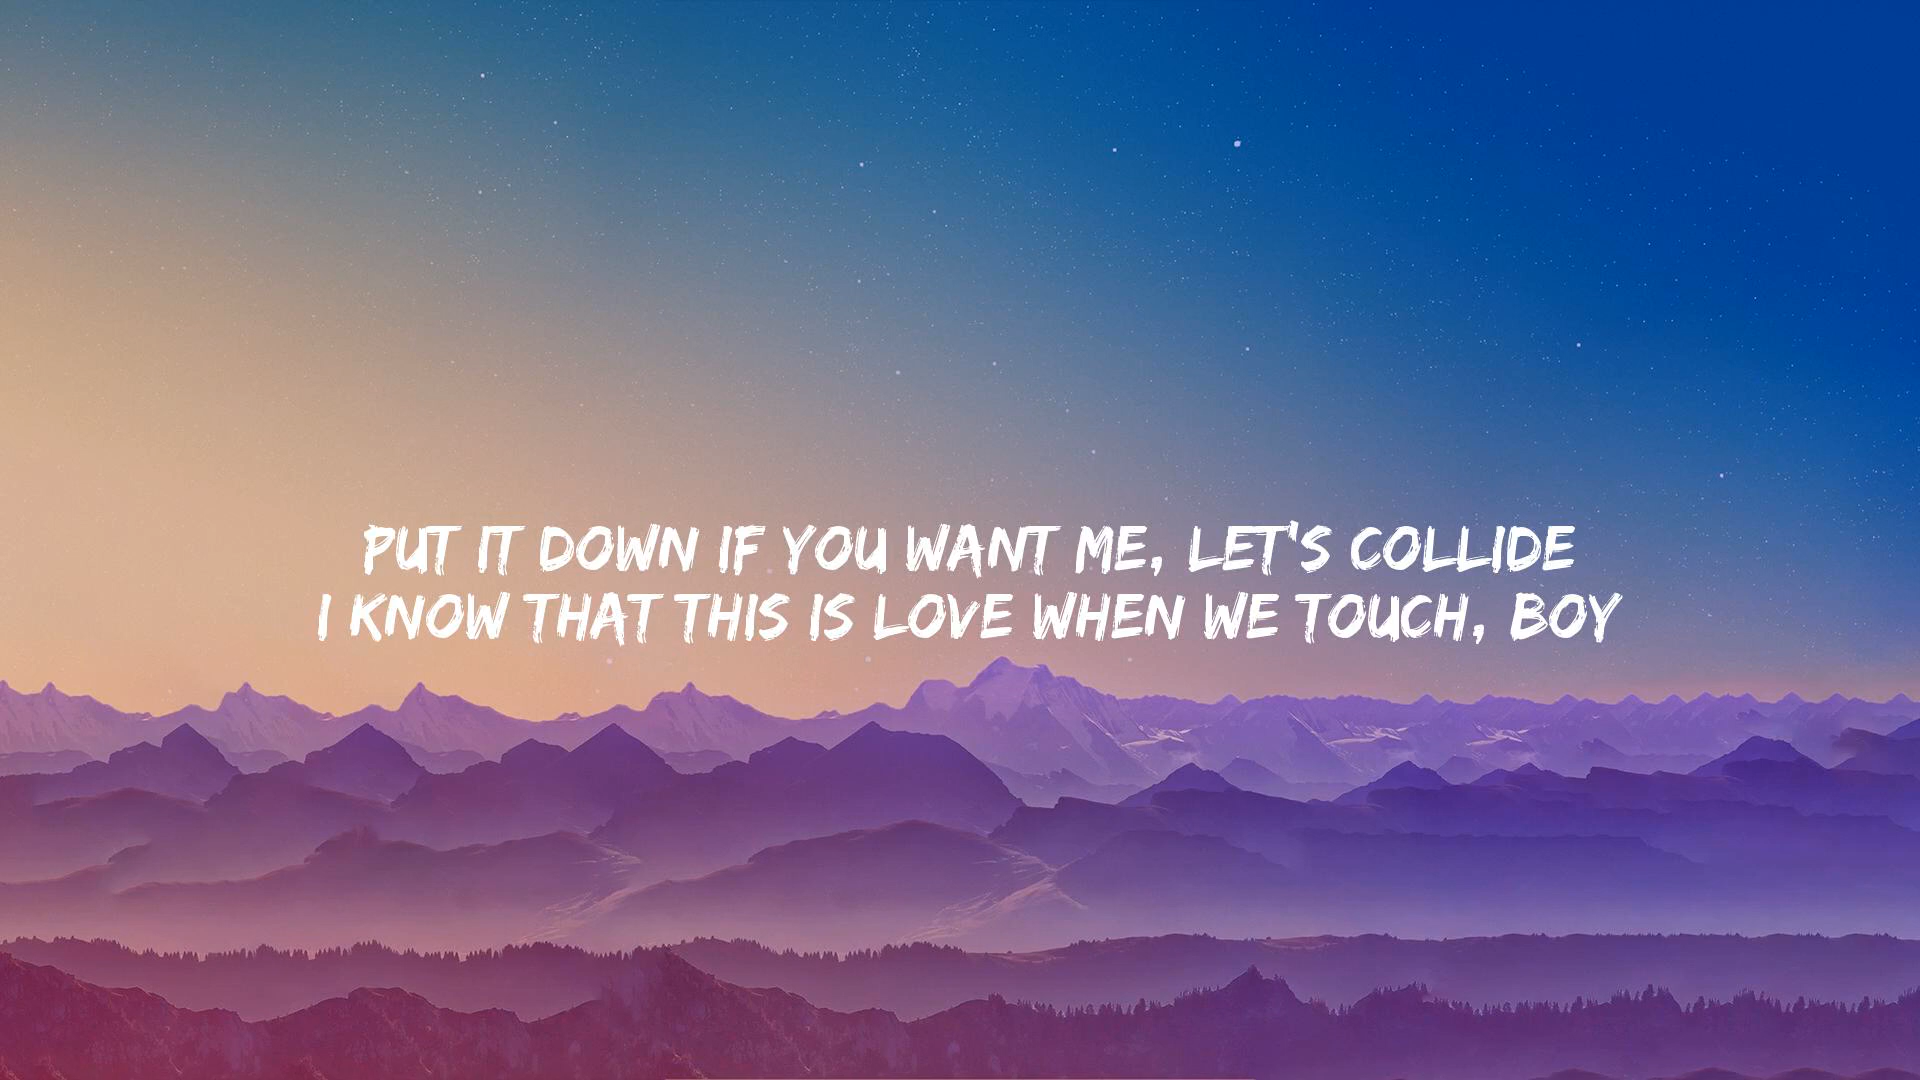 PUT IT DOWN IF YOU WANT ME, LET'S COLLIDE
I KNOW THAT THIS IS LOVE WHEN WE TOUCH, BOY